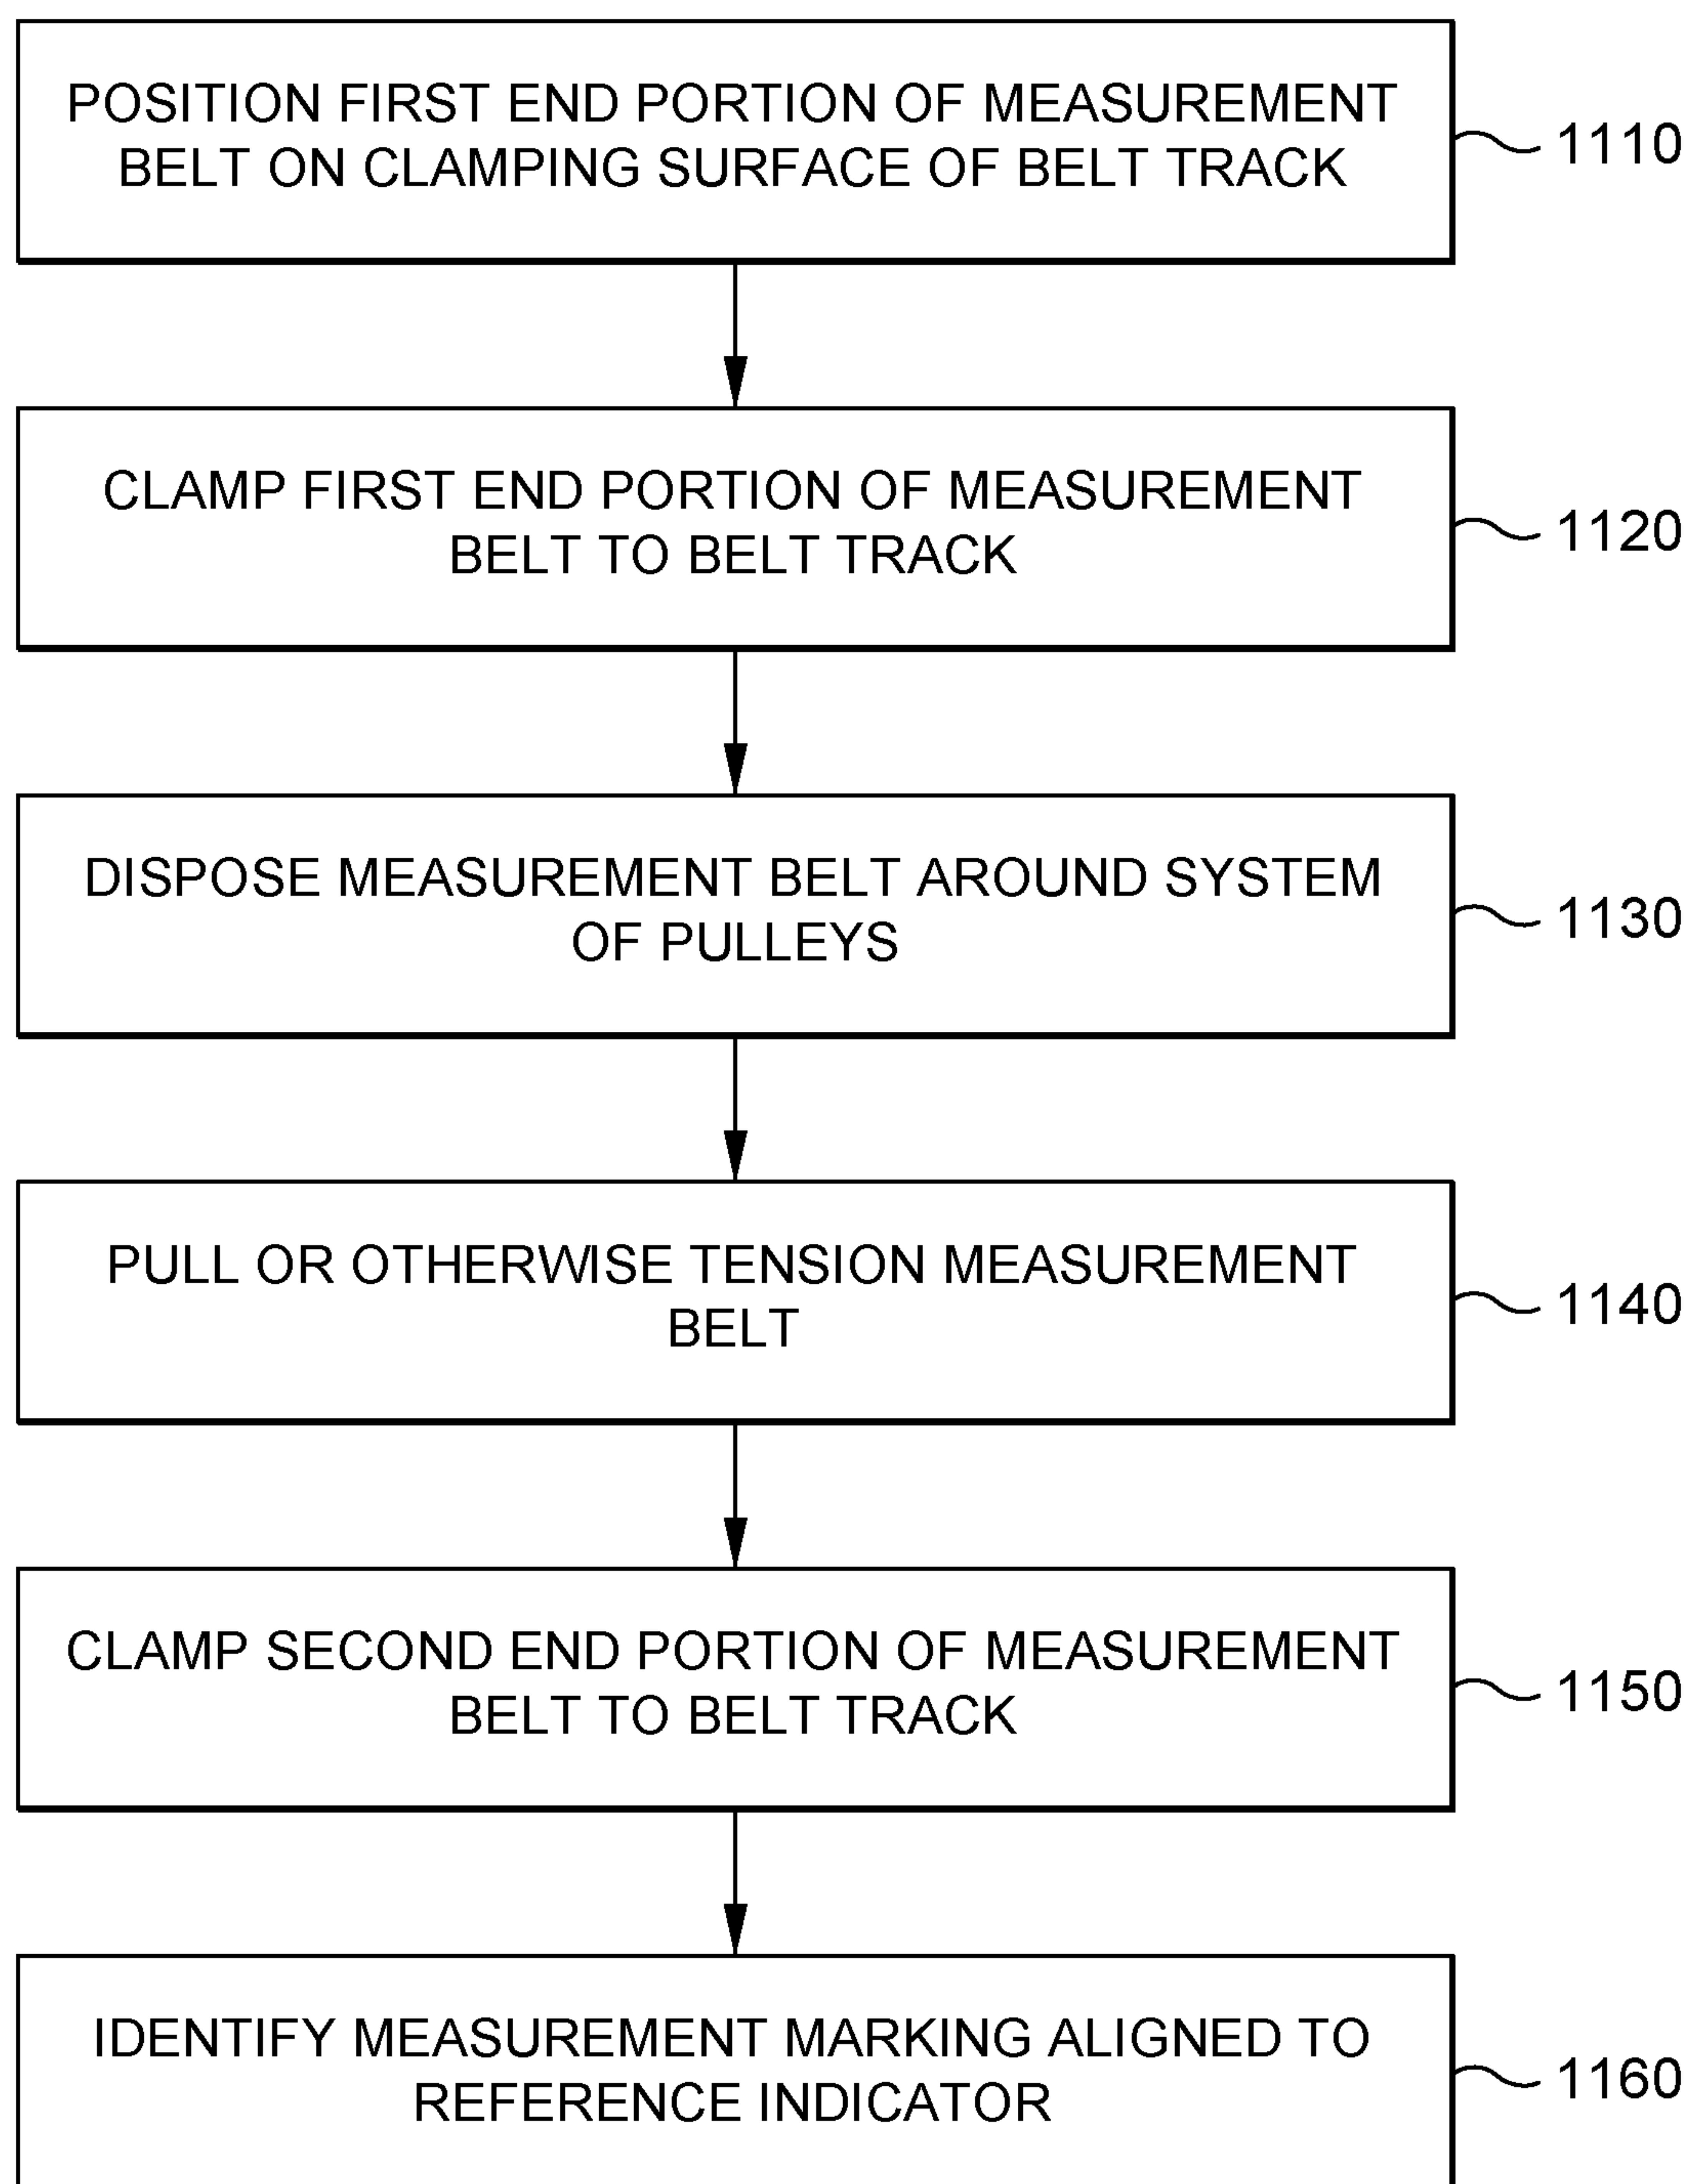 POSITION FIRST END PORTION OF MEASUREMENT
BELT ON CLAMPING SURFACE OF BELT TRACK
1110
CLAMP FIRST END PORTION OF MEASUREMENT
BELT TO BELT TRACK
1120
DISPOSE MEASUREMENT BELT AROUND SYSTEM
OF PULLEYS
1130
PULL OR OTHERWISE TENSION MEASUREMENT
BELT
1140
CLAMP SECOND END PORTION OF MEASUREMENT
BELT TO BELT TRACK
1150
IDENTIFY MEASUREMENT MARKING ALIGNED TO
REFERENCE INDICATOR
1160